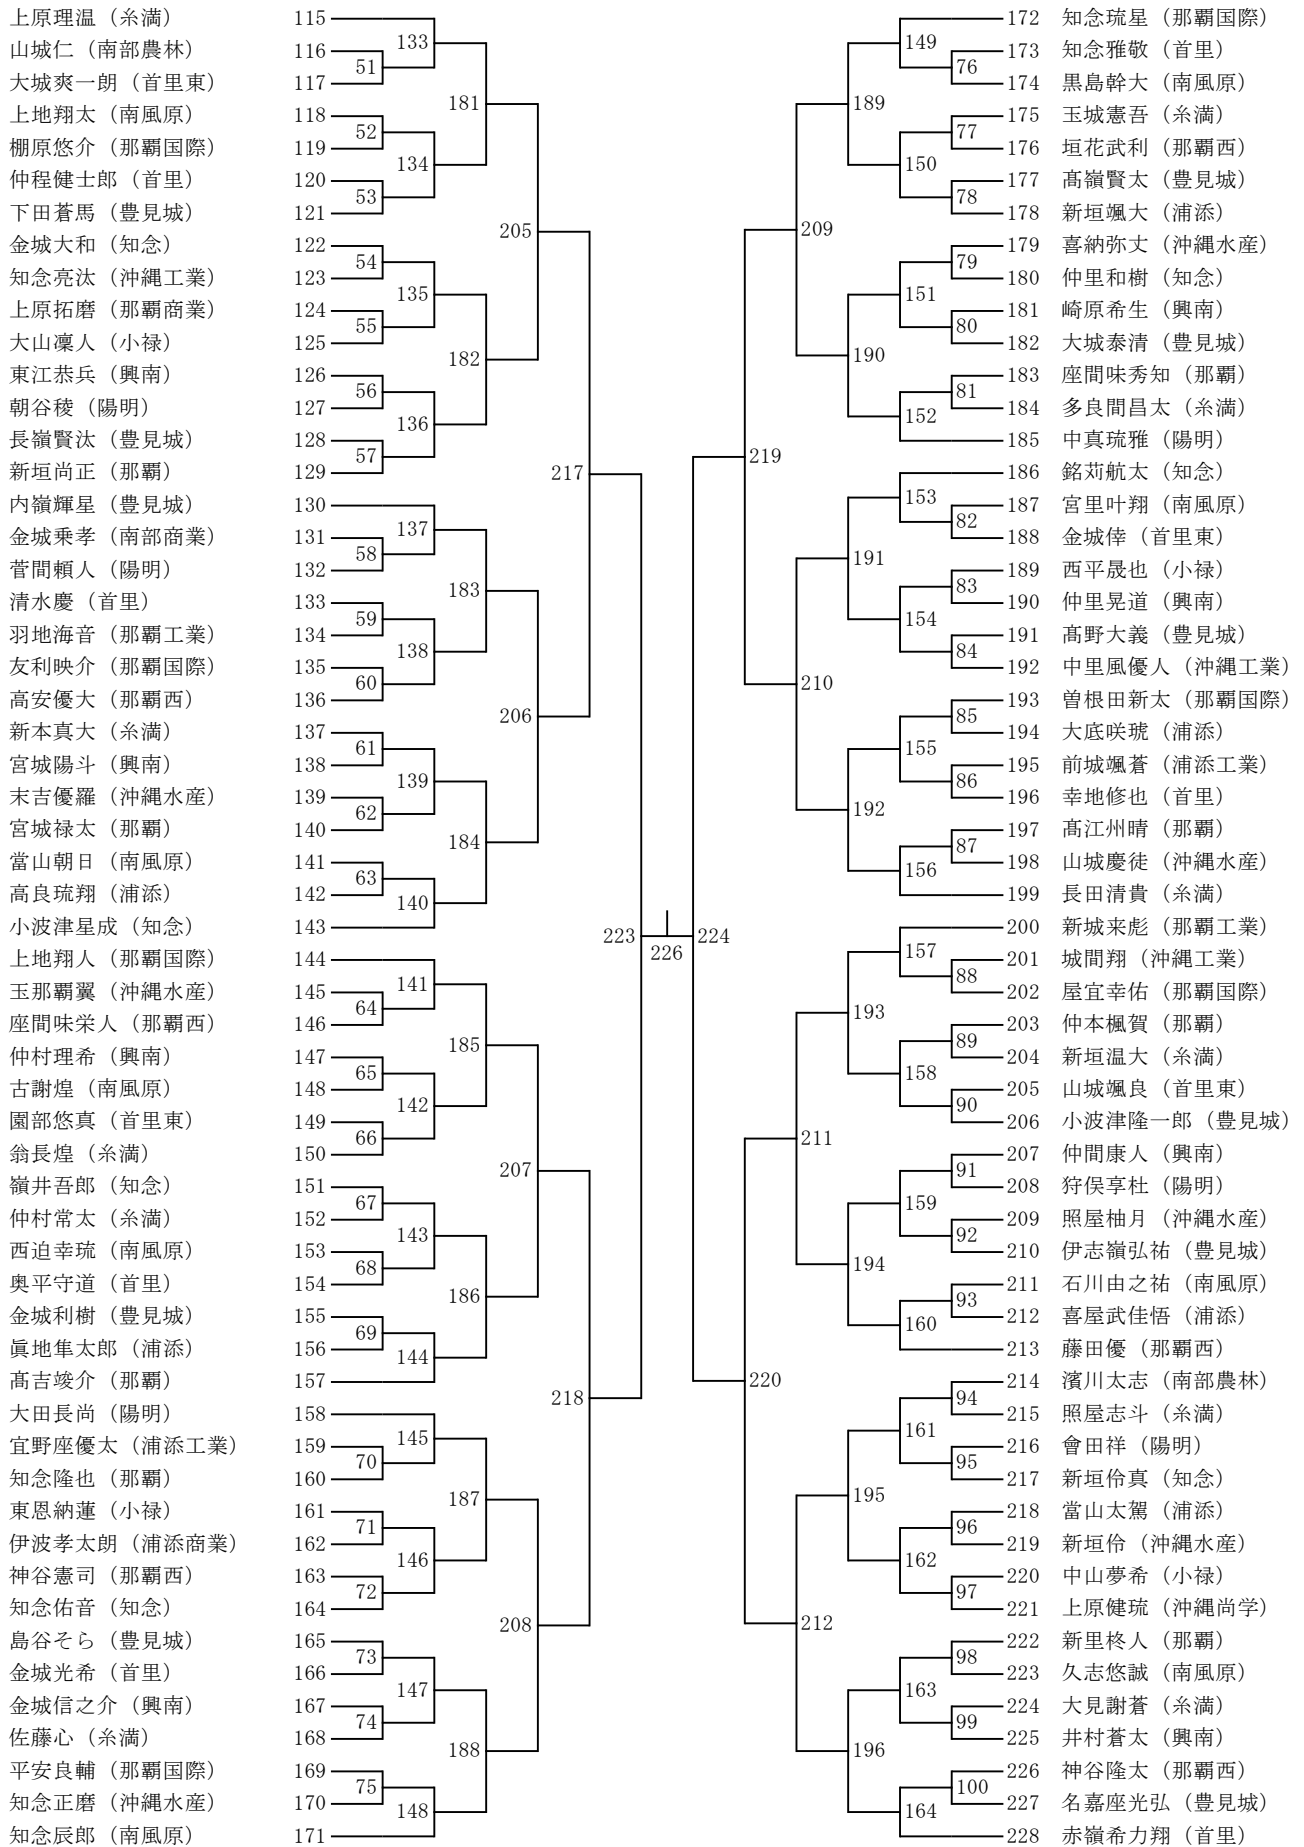 上原理温（糸満） 115
山城仁（南部農林） 116
大城爽一朗（首里東） 117
上地翔太（南風原） 118
棚原悠介（那覇国際） 119
仲程健士郎（首里） 120
下田蒼馬（豊見城） 121
金城大和（知念） 122
知念亮汰（沖縄工業） 123
上原拓磨（那覇商業） 124
大山凜人（小禄） 125
東江恭兵（興南） 126
朝谷稜（陽明） 127
長嶺賢汰（豊見城） 128
新垣尚正（那覇） 129
内嶺輝星（豊見城） 130
金城乗孝（南部商業） 131
菅間頼人（陽明） 132
清水慶（首里） 133
羽地海音（那覇工業） 134
友利映介（那覇国際） 135
高安優大（那覇西） 136
新本真大（糸満） 137
宮城陽斗（興南） 138
末吉優羅（沖縄水産） 139
宮城禄太（那覇） 140
當山朝日（南風原） 141
高良琉翔（浦添） 142
小波津星成（知念） 143
上地翔人（那覇国際） 144
玉那覇翼（沖縄水産） 145
座間味栄人（那覇西） 146
仲村理希（興南） 147
古謝煌（南風原） 148
園部悠真（首里東） 149
翁長煌（糸満） 150
嶺井吾郎（知念） 151
仲村常太（糸満） 152
西迫幸琉（南風原） 153
奥平守道（首里） 154
金城利樹（豊見城） 155
眞地隼太郎（浦添） 156
髙吉竣介（那覇） 157
大田長尚（陽明） 158
宜野座優太（浦添工業） 159
知念隆也（那覇） 160
東恩納蓮（小禄） 161
伊波孝太朗（浦添商業） 162
神谷憲司（那覇西） 163
知念佑音（知念） 164
島谷そら（豊見城） 165
金城光希（首里） 166
金城信之介（興南） 167
佐藤心（糸満） 168
平安良輔（那覇国際） 169
知念正磨（沖縄水産） 170
知念辰郎（南風原） 171
51
52
53
54
55
56
57
58
59
60
61
62
63
64
65
66
67
68
69
70
71
72
73
74
75
133
134
135
136
137
138
139
140
141
142
143
144
145
146
147
148
181
182
183
184
185
186
187
188
205
206
207
208
217
218
223
226
224
219
220
209
210
211
212
189
190
191
192
193
194
195
196
149
150
151
152
153
154
155
156
157
158
159
160
161
162
163
164
76
77
78
79
80
81
82
83
84
85
86
87
88
89
90
91
92
93
94
95
96
97
98
99
100
172 知念琉星（那覇国際）
173 知念雅敬（首里）
174 黒島幹大（南風原）
175 玉城憲吾（糸満）
176 垣花武利（那覇西）
177 髙嶺賢太（豊見城）
178 新垣颯大（浦添）
179 喜納弥丈（沖縄水産）
180 仲里和樹（知念）
181 崎原希生（興南）
182 大城泰清（豊見城）
183 座間味秀知（那覇）
184 多良間昌太（糸満）
185 中真琉雅（陽明）
186 銘苅航太（知念）
187 宮里叶翔（南風原）
188 金城倖（首里東）
189 西平晟也（小禄）
190 仲里晃道（興南）
191 髙野大義（豊見城）
192 中里風優人（沖縄工業）
193 曽根田新太（那覇国際）
194 大底咲琥（浦添）
195 前城颯蒼（浦添工業）
196 幸地修也（首里）
197 髙江州晴（那覇）
198 山城慶徒（沖縄水産）
199 長田清貴（糸満）
200 新城来彪（那覇工業）
201 城間翔（沖縄工業）
202 屋宜幸佑（那覇国際）
203 仲本楓賀（那覇）
204 新垣温大（糸満）
205 山城颯良（首里東）
206 小波津隆一郎（豊見城）
207 仲間康人（興南）
208 狩俣享杜（陽明）
209 照屋柚月（沖縄水産）
210 伊志嶺弘祐（豊見城）
211 石川由之祐（南風原）
212 喜屋武佳悟（浦添）
213 藤田優（那覇西）
214 濱川太志（南部農林）
215 照屋志斗（糸満）
216 會田祥（陽明）
217 新垣伶真（知念）
218 當山太駕（浦添）
219 新垣伶（沖縄水産）
220 中山夢希（小禄）
221 上原健琉（沖縄尚学）
222 新里柊人（那覇）
223 久志悠誠（南風原）
224 大見謝蒼（糸満）
225 井村蒼太（興南）
226 神谷隆太（那覇西）
227 名嘉座光弘（豊見城）
228 赤嶺希力翔（首里）